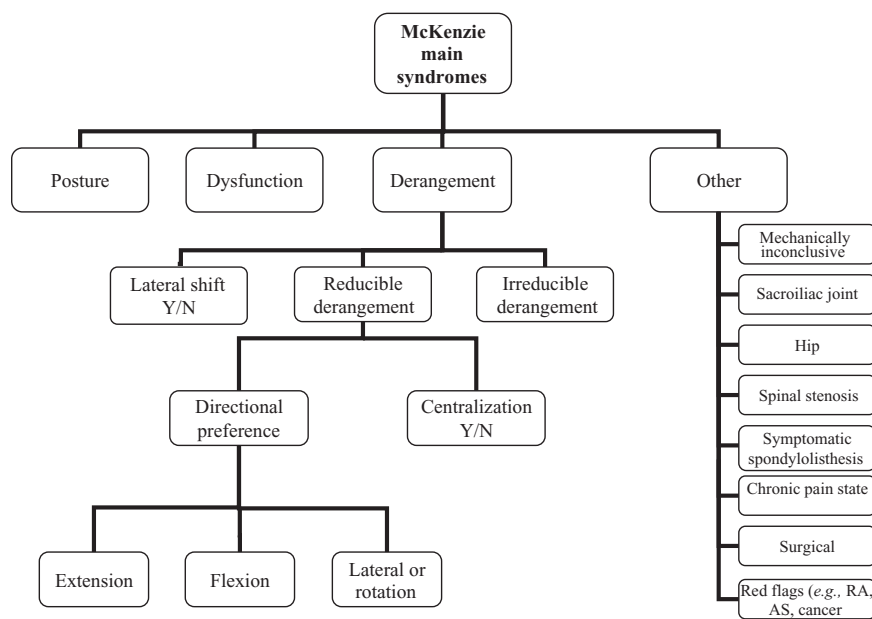 McKenzie
main
syndromes
Posture
Dysfunction
Derangement
Other
Lateral shift
Y/N
Reducible
derangement
Irreducible
derangement
Directional
preference
Centralization
Y/N
Extension
Flexion
Lateral or
rotation
Mechanically
inconclusive
Sacroiliac joint
Hip
Spinal stenosis
Symptomatic
spondylolisthesis
Chronic pain state
Surgical
Red flags (e.g., RA,
AS, cancer